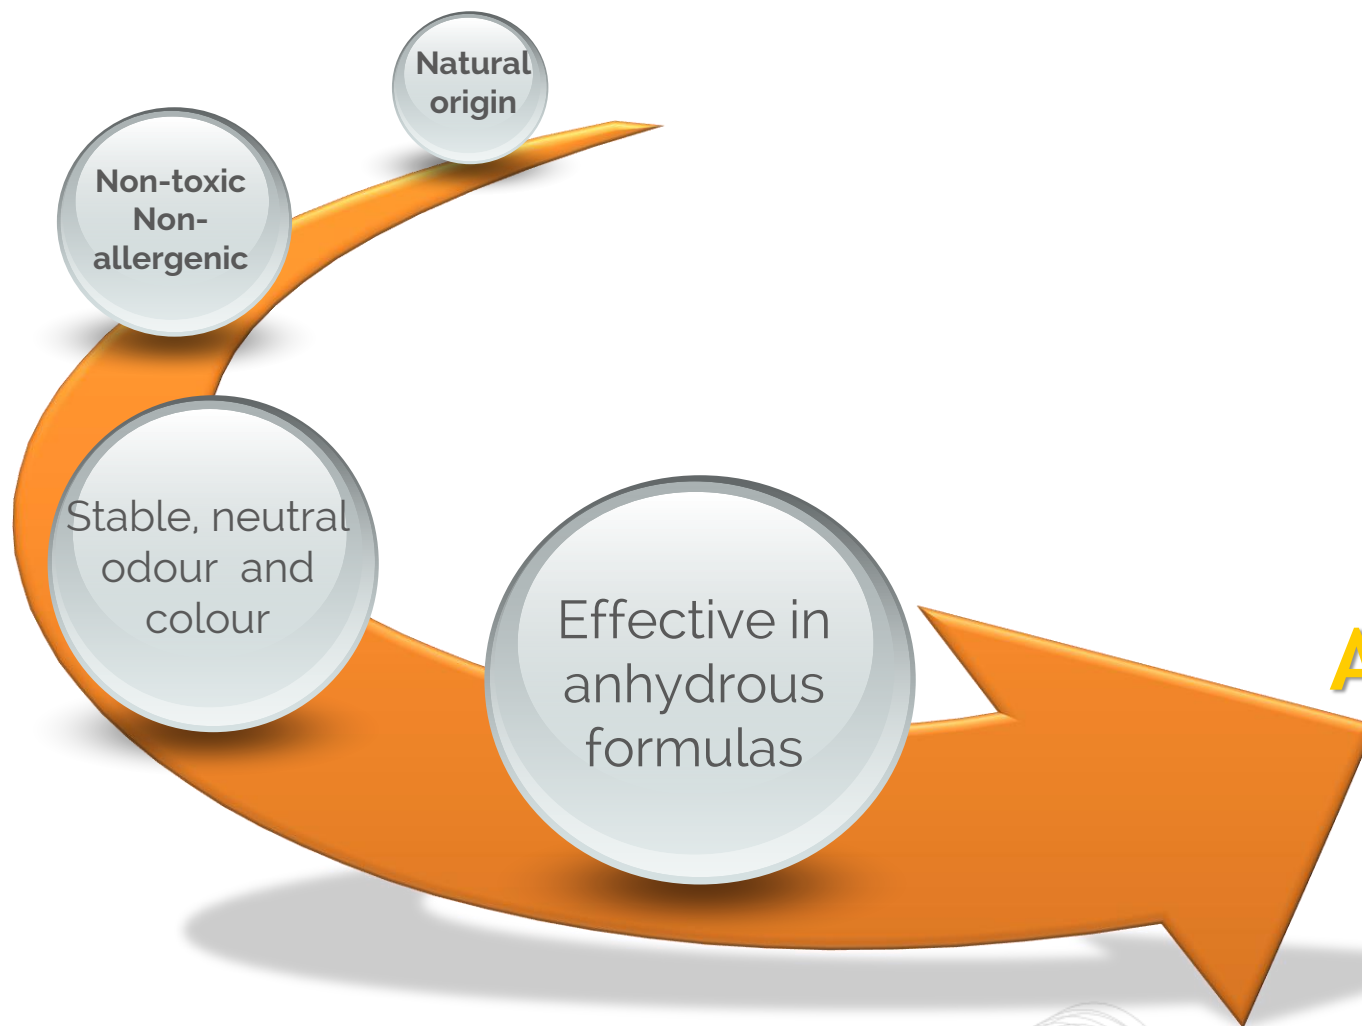 Natural
origin
Non-toxic
Non-
allergenic
Stable, neutral
odour and
colour
Effective in
anhydrous
formulas
A